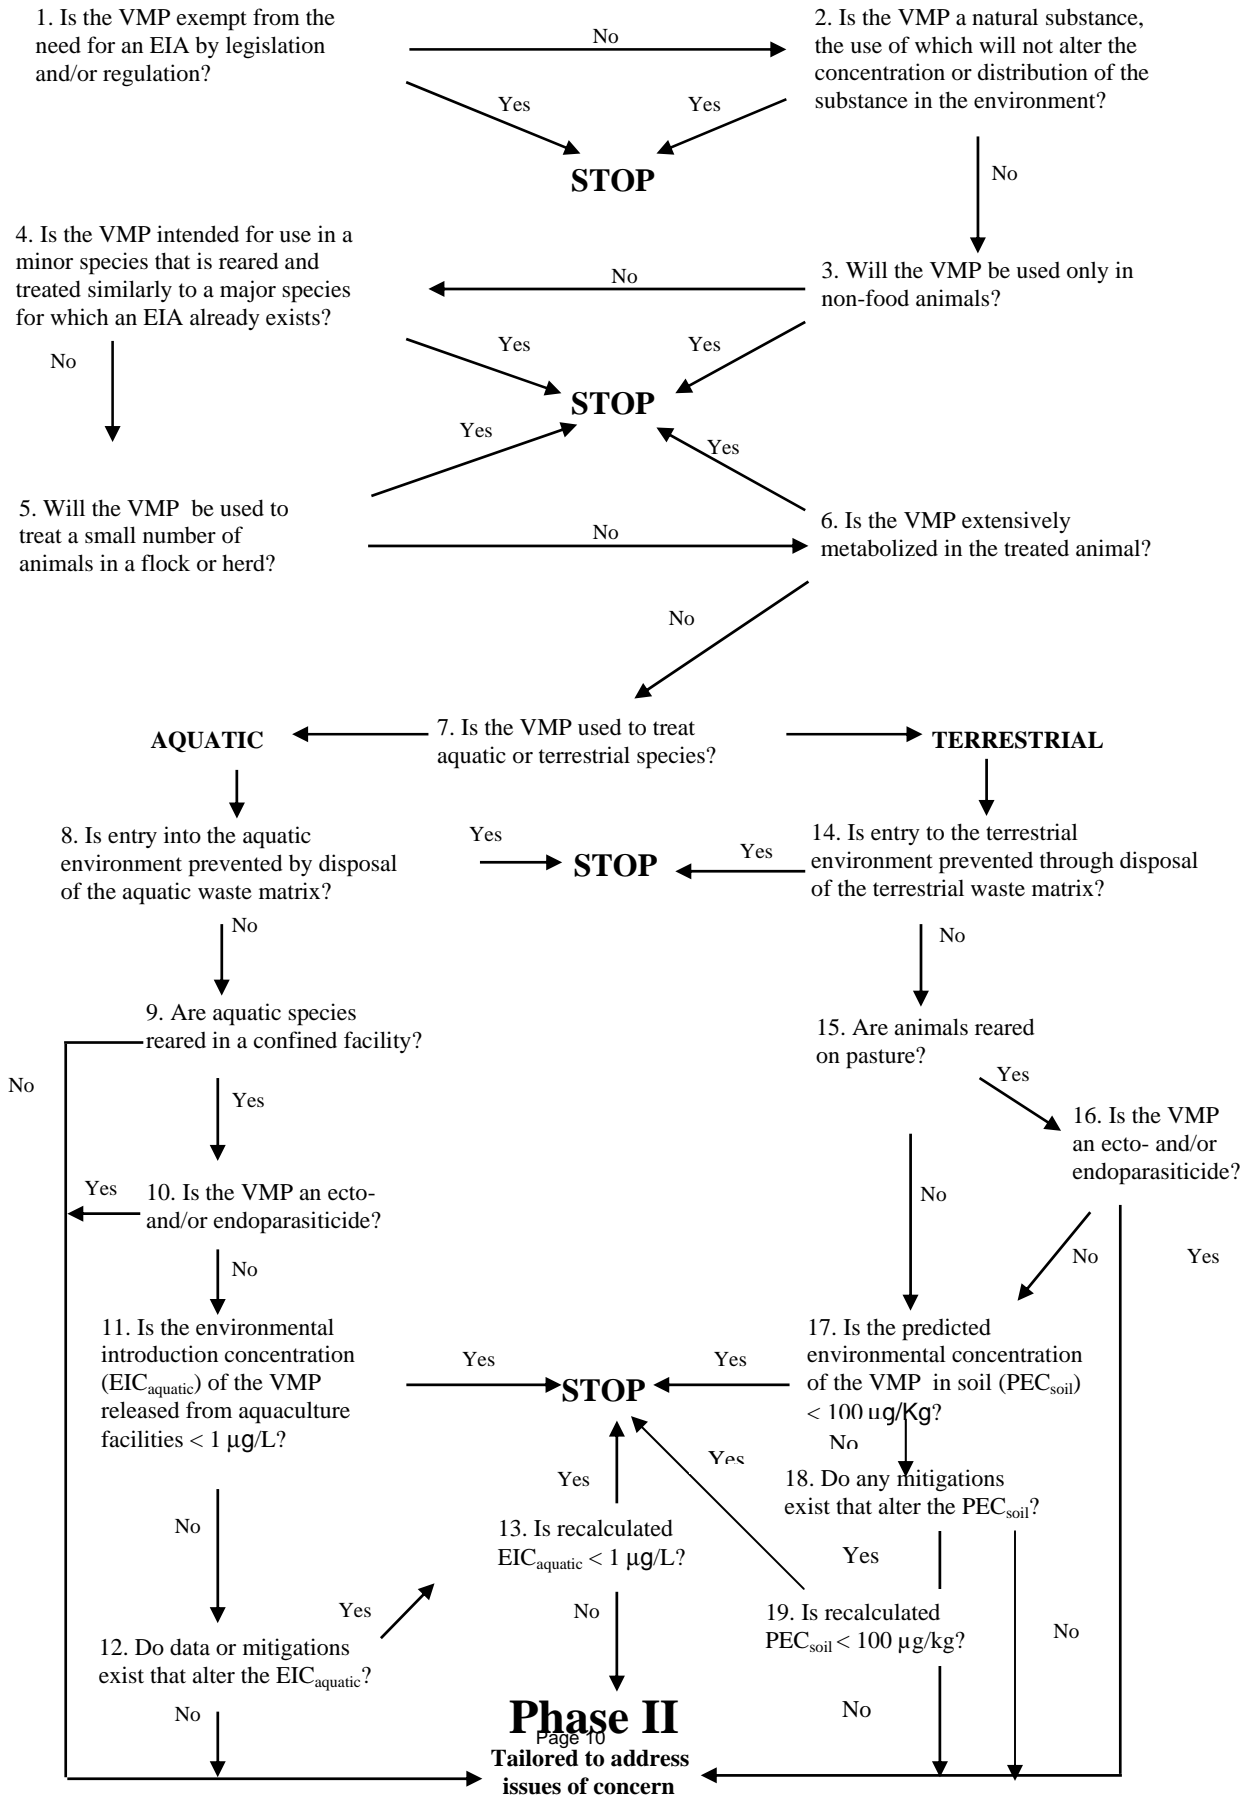 1. Is the VMP exempt from the
need for an EIA by legislation
and/or regulation?
No
2. Is the VMP a natural substance,
the use of which will not alter the
concentration or distribution of the
substance in the environment?
Yes
Yes
STOP
No
4. Is the VMP intended for use in a
minor species that is reared and
treated similarly to a major species
for which an EIA already exists?
No
3. Will the VMP be used only in
non-food animals?
No
Yes
Yes
STOP
Yes
Yes
5. Will the VMP be used to
treat a small number of
animals in a flock or herd?
No
6. Is the VMP extensively
metabolized in the treated animal?
No
AQUATIC
7. Is the VMP used to treat
aquatic or terrestrial species?
TERRESTRIAL
8. Is entry into the aquatic
environment prevented by disposal
of the aquatic waste matrix?
Yes
STOP
Yes
14. Is entry to the terrestrial
environment prevented through disposal
of the terrestrial waste matrix?
No
No
9. Are aquatic species
reared in a confined facility?
15. Are animals reared
on pasture?
No
Yes
Yes
16. Is the VMP
an ecto- and/or
endoparasiticide?
Yes
10. Is the VMP an ecto-
and/or endoparasiticide?
No
No
No
Yes
11. Is the environmental
introduction concentration
(EICaquatic) of the VMP
released from aquaculture
facilities < 1 µg/L?
Yes
STOP
Yes
17. Is the predicted
environmental concentration
of the VMP in soil (PECsoil)
< 100 µg/Kg?
No
Yes
Yes
18. Do any mitigations
exist that alter the PECsoil?
No
13. Is recalculated
EICaquatic < 1 µg/L?
Yes
Yes
No
19. Is recalculated
PECsoil < 100 µg/kg?
No
12. Do data or mitigations
exist that alter the EICaquatic?
No
No
Phase II
Page 10
Tailored to address
issues of concern